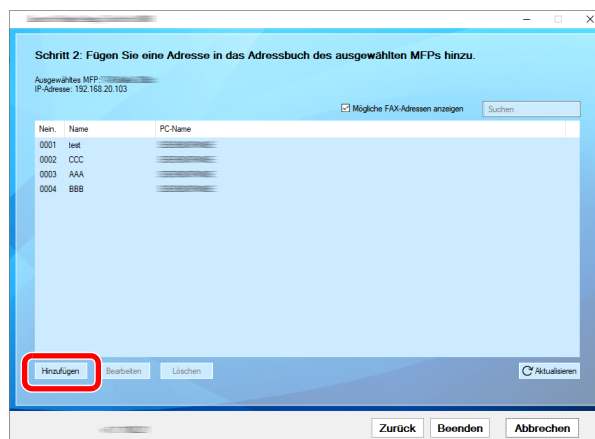 Schritt 2: Fügen Sie eine Adresse in das Adressbuch des ausgewählten MFPs hinzu.
Ausgewähltes MFP:
IP-Adresse: 192.168.20.103
Mögliche FAX-Adressen anzeigen
Suchen
Nein. Name PC-Name
0001 test
0002 CCC
0003 AAA
0004 BBB
Hinzufügen Bearbeiten Löschen Aktualisieren
Zurück Beenden Abbrechen